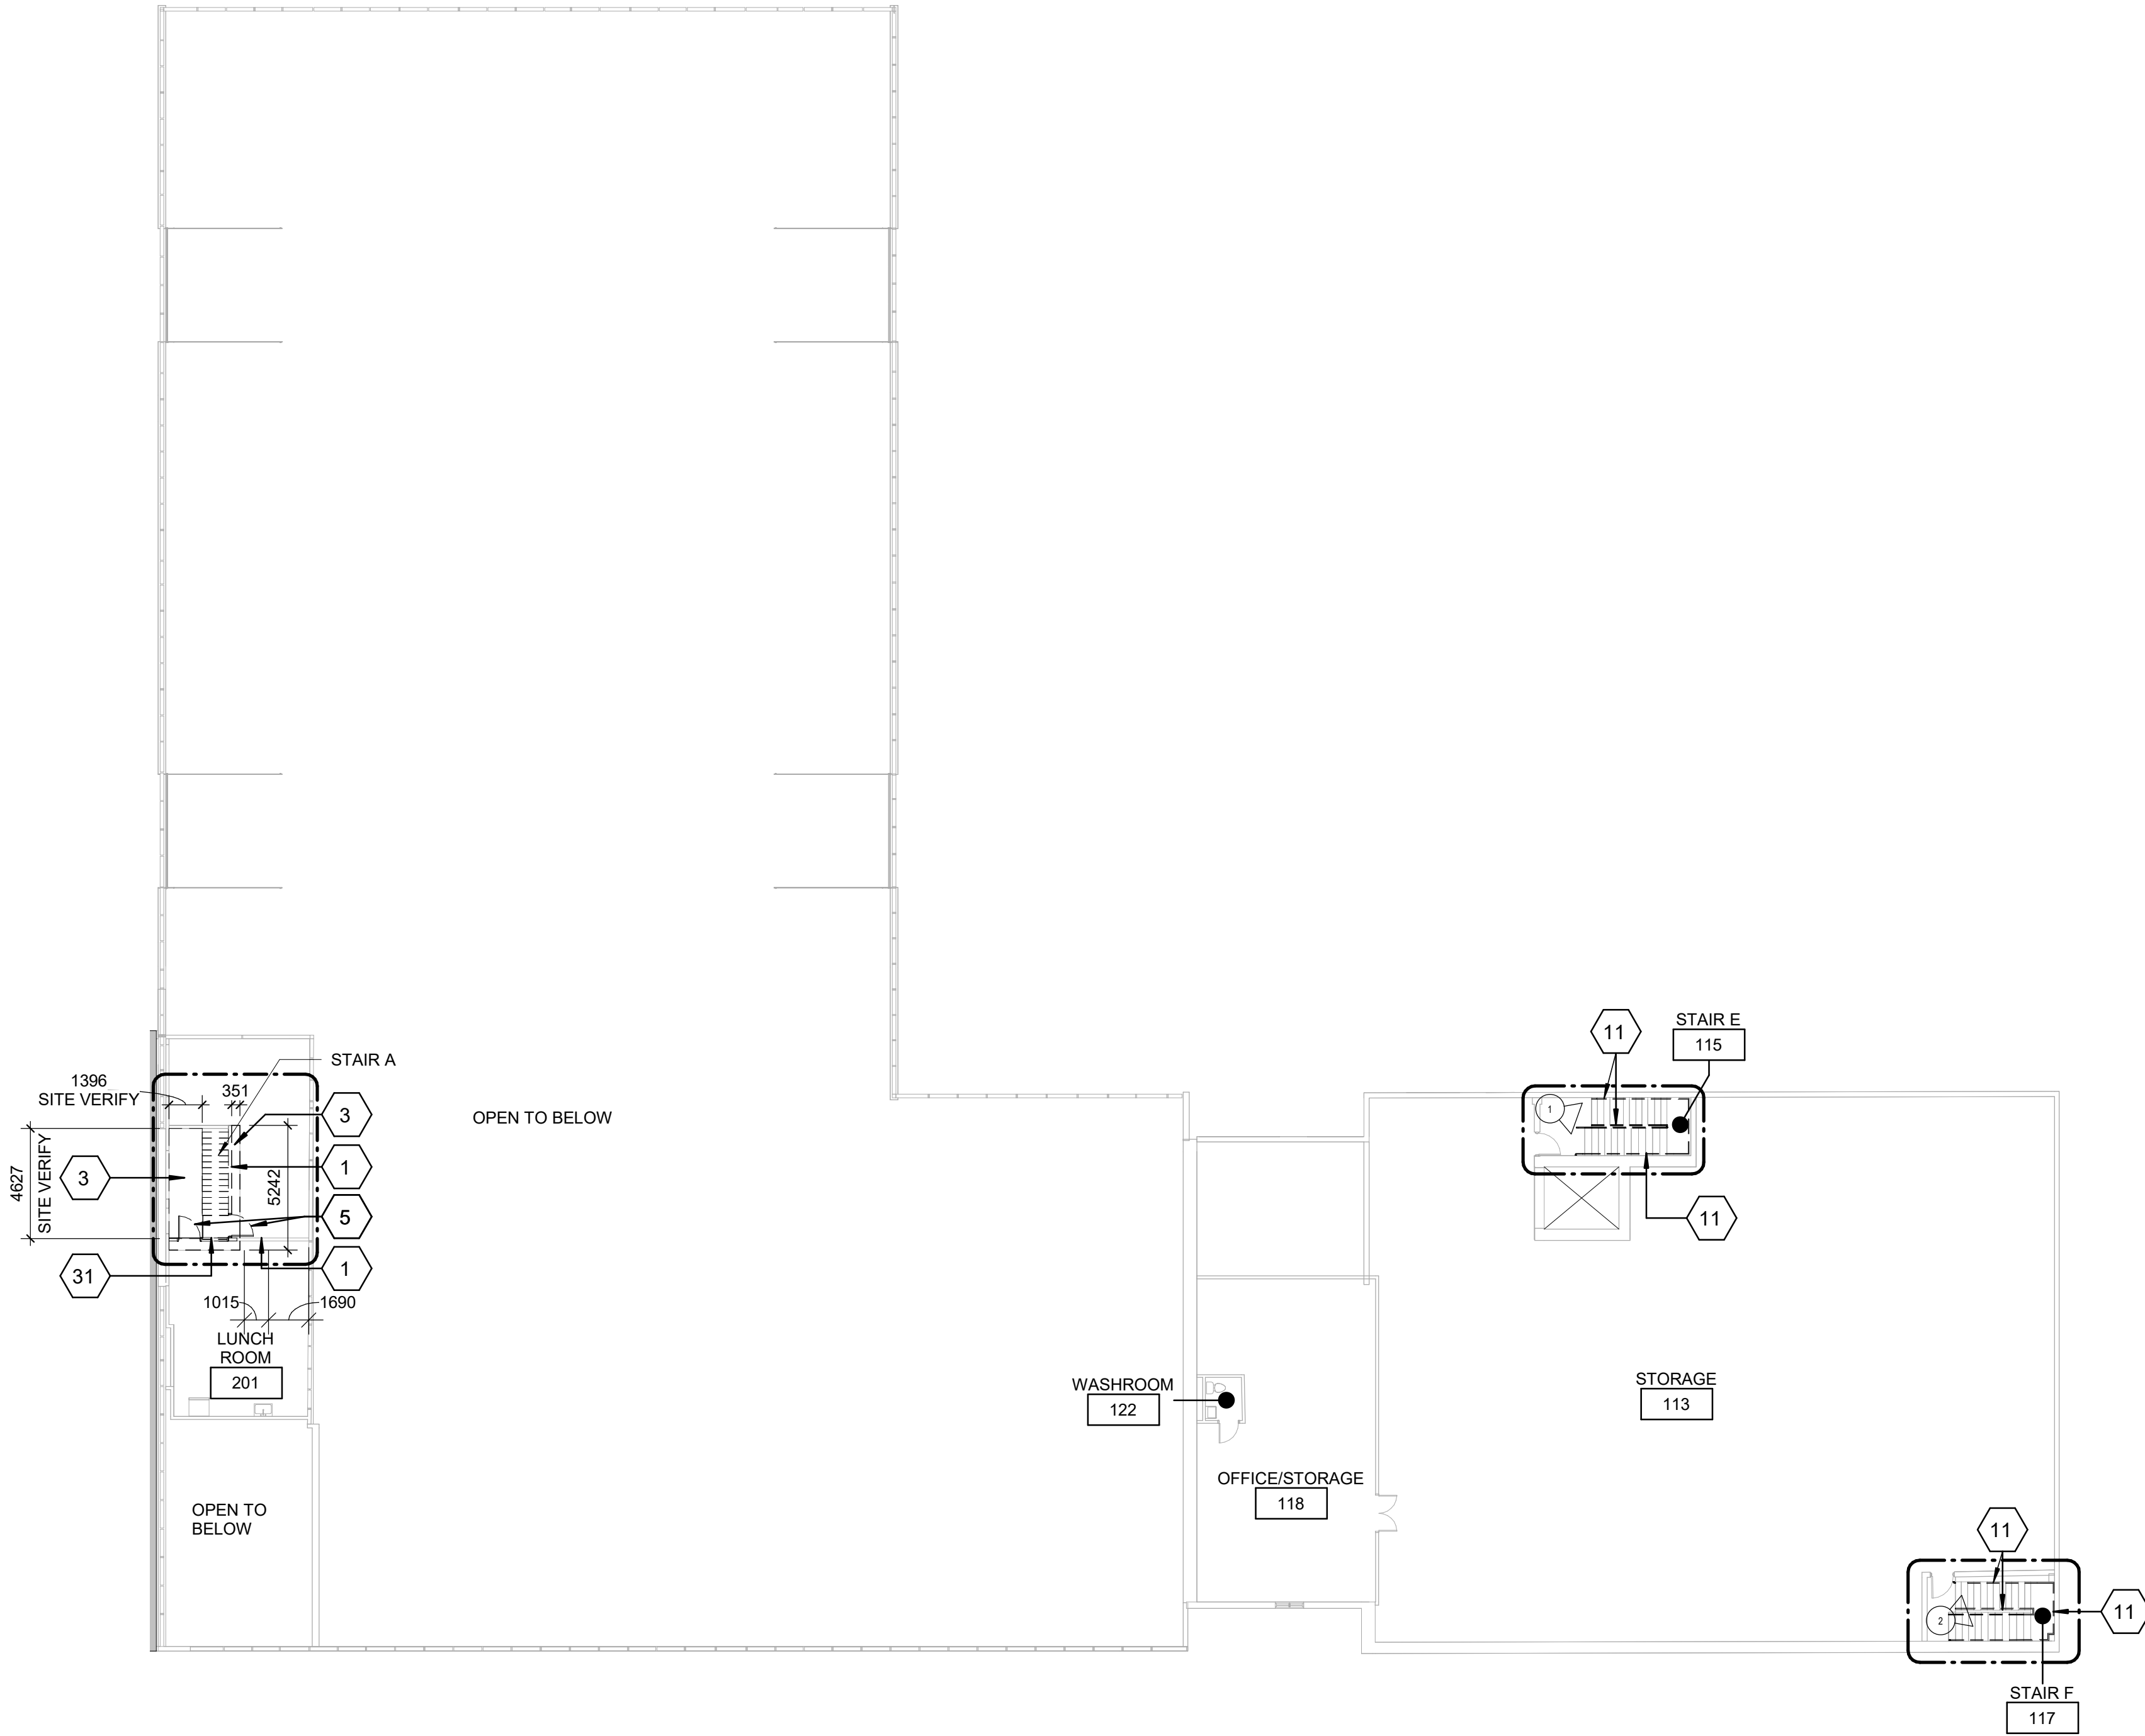 11
STAIR E
115
STAIR A
1396
SITE VERIFY
351
3
1
OPEN TO BELOW
1
4627
SITE VERIFY
3
5242
5
11
31
1
1015
1690
LUNCH
ROOM
201
WASHROOM
122
STORAGE
113
OFFICE/STORAGE
118
OPEN TO
BELOW
11
2
11
STAIR F
117